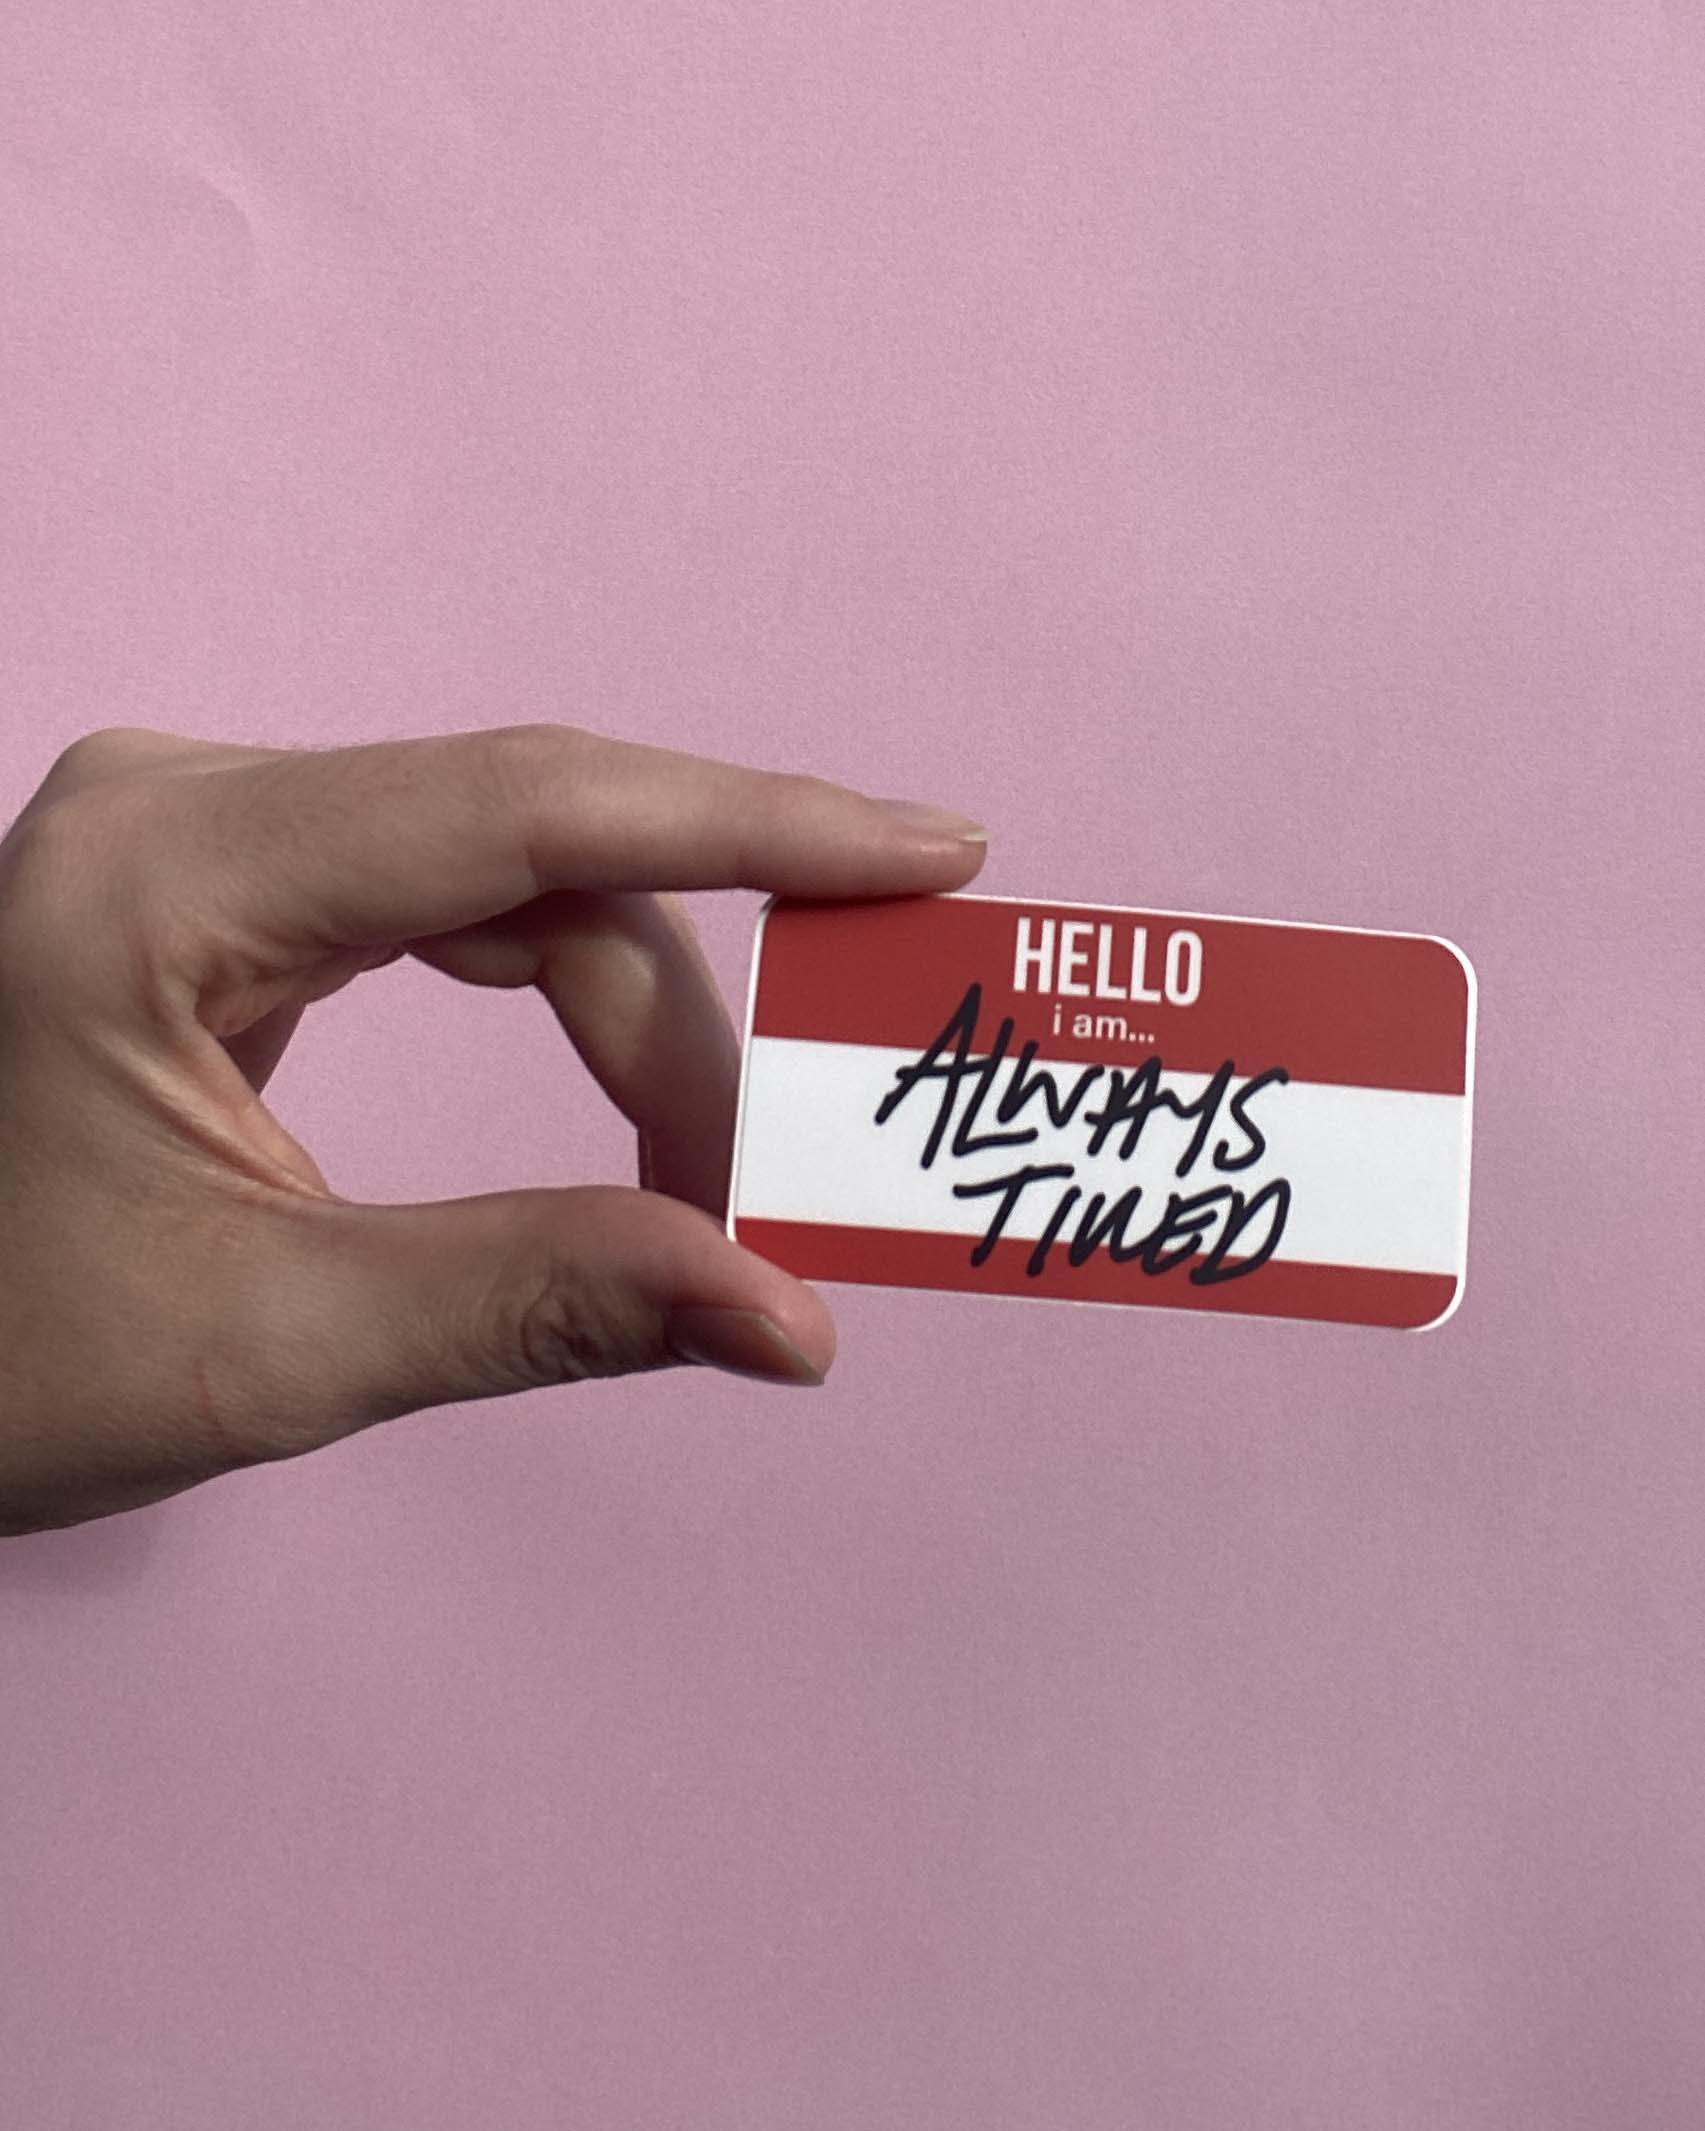 HELLO
i am...
ALWAYS
TIRED